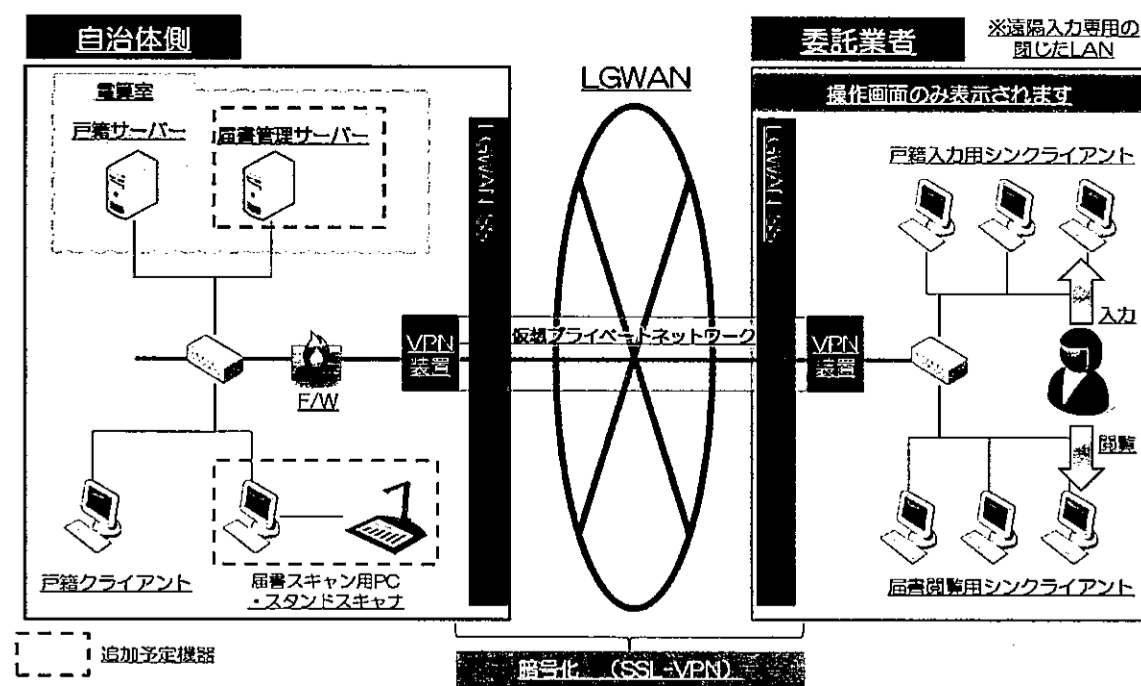 自治体側
委託業者
※遠隔入力専用の
閉じたLAN
電算室
戸籍サーバー
届書管理サーバー
LGWAN
操作画面のみ表示されます
戸籍入力用シンクライアント
入力
VPN
装置
仮想プライベートネットワーク
VPN
装置
F/W
閲覧
戸籍クライアント
届書スキャン用PC
・スタンドスキャナ
届書閲覧用シンクライアント
追加予定機器
暗号化 (SSL-VPN)